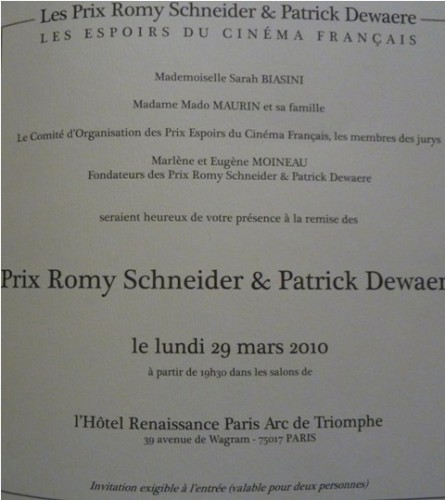 Les Prix Romy Schneider & Patrick Dewaere
LES ESPOIRS DU CINÉMA FRANÇAIS
Mademoiselle Sarah BIASINI
Madame Mado MAURIN et sa famille
Le Comité d'Organisation des Prix Espoirs du Cinéma Français, les membres des jurys
Marlène et Eugène MOINEAU
Fondateurs des Prix Romy Schneider & Patrick Dewaere
seraient heureux de votre présence à la remise des
Prix Romy Schneider & Patrick Dewaer
le lundi 29 mars 2010
à partir de 19h30 dans les salons de
l'Hôtel Renaissance Paris Arc de Triomphe
39 avenue de Wagram - 75017 PARIS
Invitation exigible à l'entrée (valable pour deux personnes)